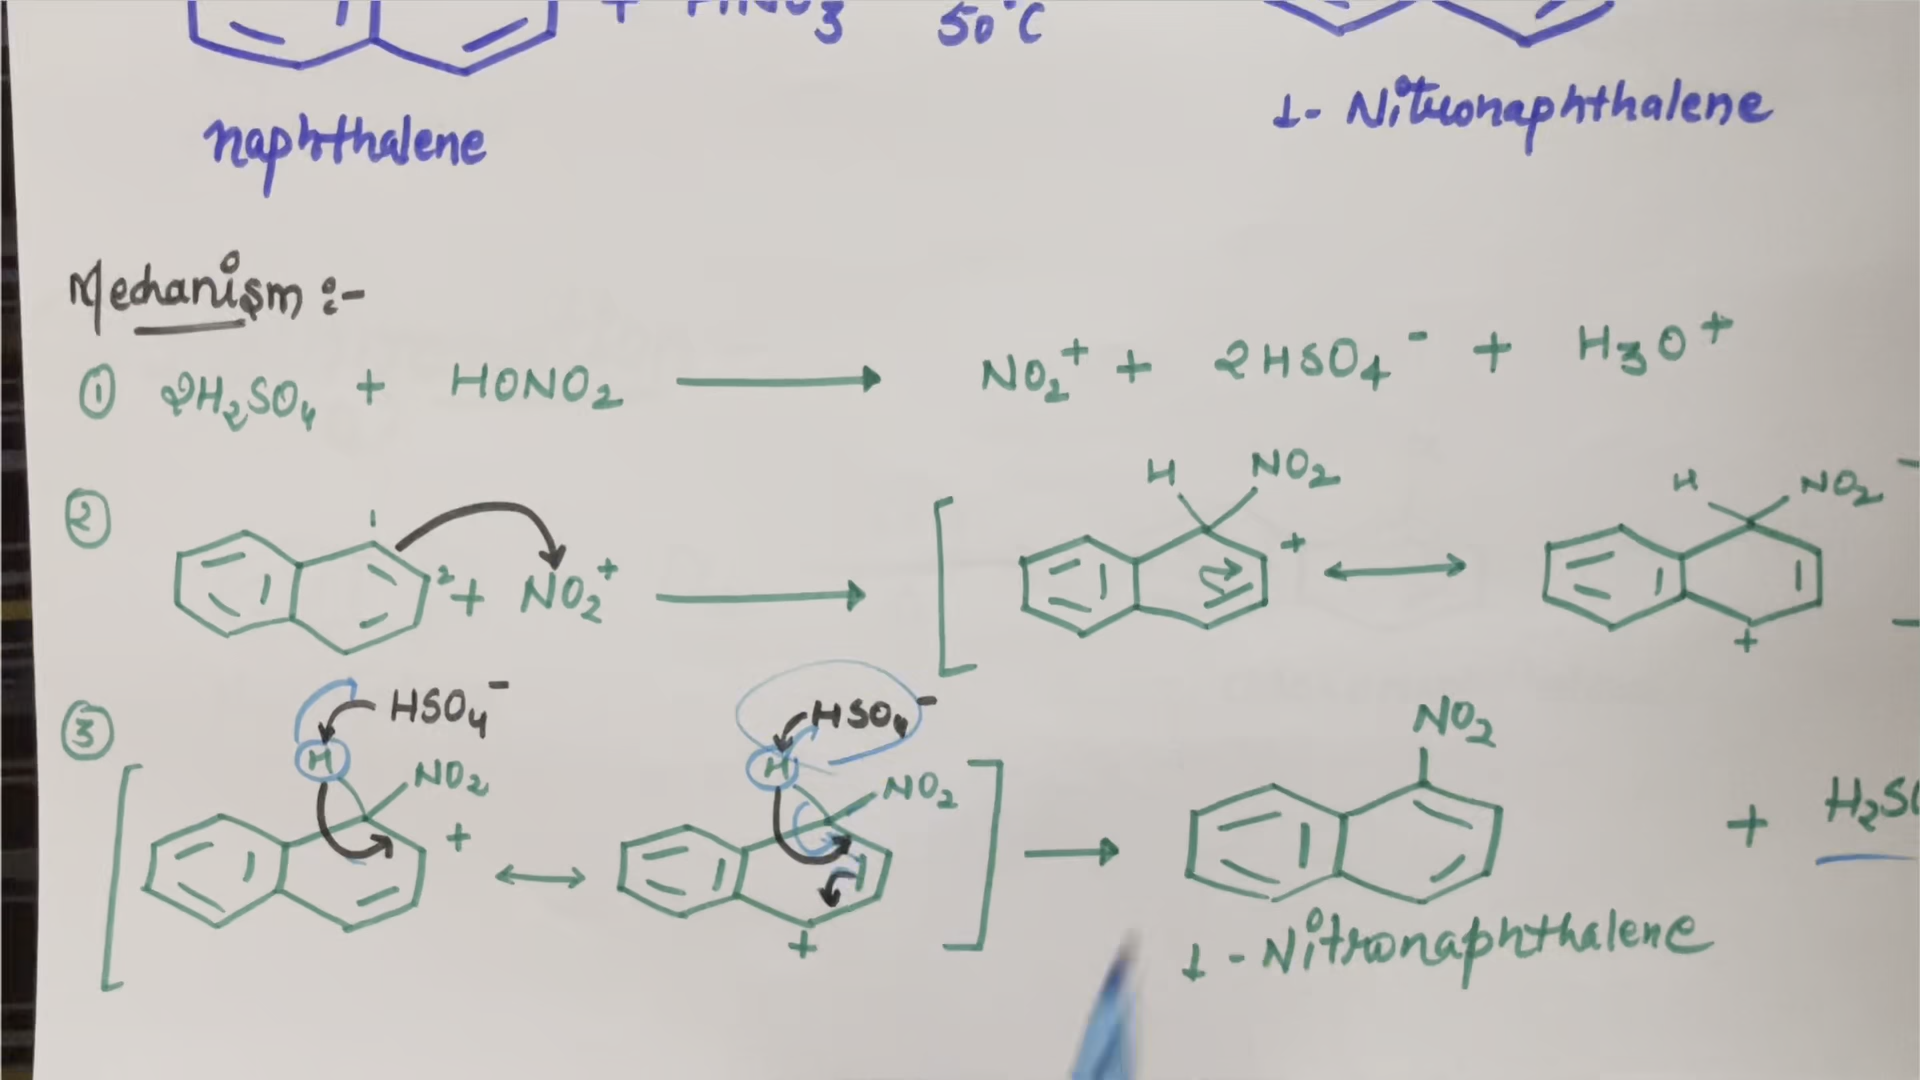 + HNO3 50°C
naphthalene
1- Nitronaphthalene
Mechanism :-
① 2H2SO4 + HONO2 → NO2+ + 2HSO4- + H3O+
H NO2 H NO2
② 1 2 + NO2+ → [ + ↔ +
③ HSO4- HSO4- NO2
[ H NO2 + ↔ H NO2 + ] → + H2SO
1 - Nitronaphthalene